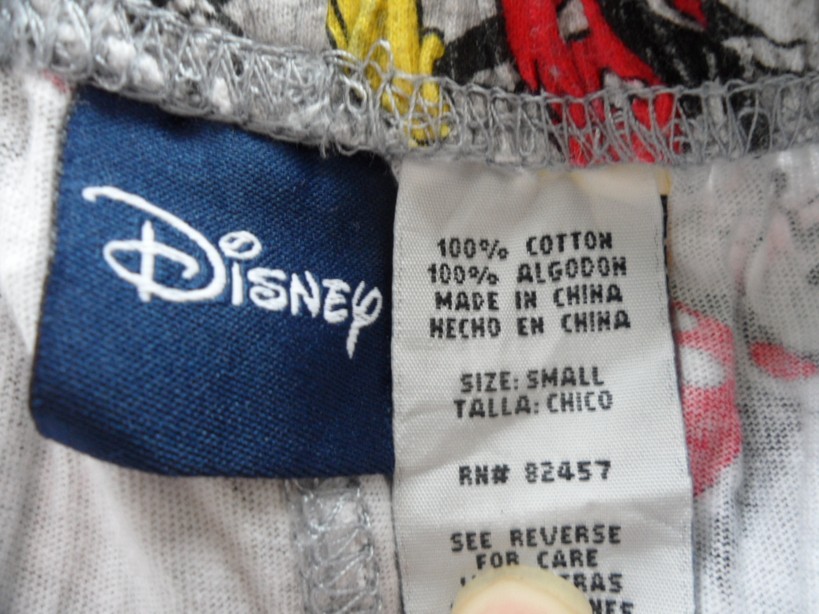 Disney
100% COTTON
100% ALGODON
MADE IN CHINA
HECHO EN CHINA
SIZE: SMALL
TALLA: CHICO
RN# 82457
SEE REVERSE
FOR CARE